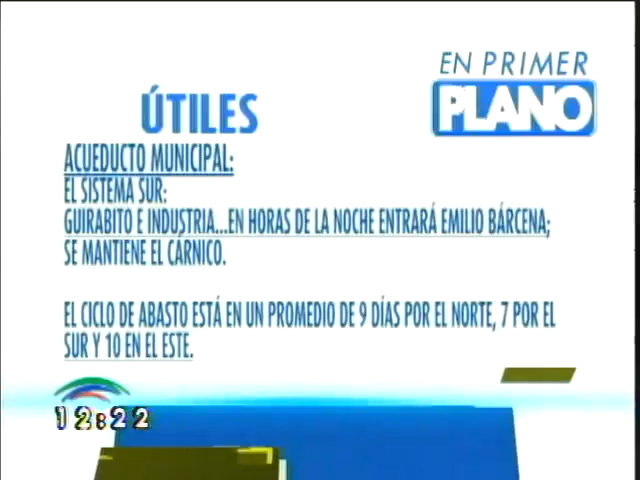 EN PRIMER
PLANO
ÚTILES
ACUEDUCTO MUNICIPAL:
EL SISTEMA SUR:
GUIRABITO E INDUSTRIA...EN HORAS DE LA NOCHE ENTRARÁ EMILIO BÁRCENA;
SE MANTIENE EL CÁRNICO.
EL CICLO DE ABASTO ESTÁ EN UN PROMEDIO DE 9 DÍAS POR EL NORTE, 7 POR EL
SUR Y 10 EN EL ESTE.
12:22